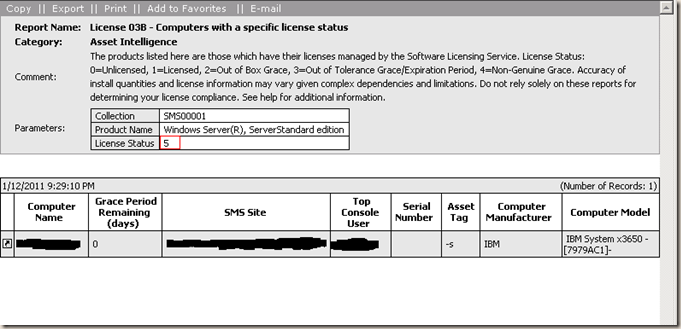 Copy || Export || Print || Add to Favorites || E-mail
Report Name: License 03B - Computers with a specific license status
Category: Asset Intelligence
Comment: The products listed here are those which have their licenses managed by the Software Licensing Service. License Status:
0=Unlicensed, 1=Licensed, 2=Out of Box Grace, 3=Out of Tolerance Grace/Expiration Period, 4=Non-Genuine Grace. Accuracy of
install quantities and license information may vary given complex dependencies and limitations. Do not rely solely on these reports for
determining your license compliance. See help for additional information.
Parameters:
Collection SMS00001
Product Name Windows Server(R), ServerStandard edition
License Status 5
1/12/2011 9:29:10 PM (Number of Records: 1)
Computer Name Grace Period Remaining (days) SMS Site Top Console User Serial Number Asset Tag Computer Manufacturer Computer Model
0 -s IBM IBM System x3650 -
[7979AC1]-